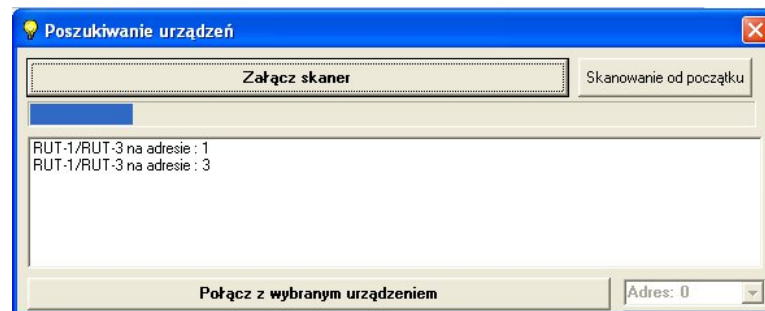 Poszukiwanie urządzeń
Załącz skaner
Skanowanie od początku
RUT-1/RUT-3 na adresie : 1
RUT-1/RUT-3 na adresie : 3
Połącz z wybranym urządzeniem
Adres: 0